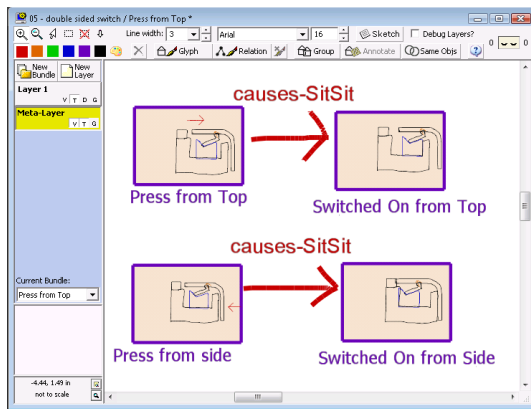 05 - double sided switch / Press from Top *
Line width: 3 Arial 16 Sketch Debug Layers? 0 0
Glyph Relation Group Annotate Same Objs
New Bundle New Layer
Layer 1
V T D G
Meta-Layer
V T G
causes-SitSit
Press from Top
Switched On from Top
causes-SitSit
Press from side
Switched On from Side
Current Bundle:
Press from Top
-4.44, 1.49 in
not to scale